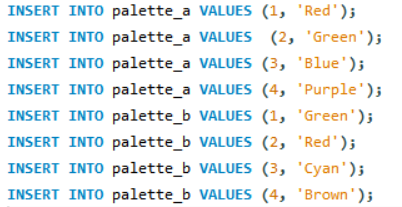 INSERT INTO palette_a VALUES (1, 'Red');
INSERT INTO palette_a VALUES  (2, 'Green');
INSERT INTO palette_a VALUES (3, 'Blue');
INSERT INTO palette_a VALUES (4, 'Purple');
INSERT INTO palette_b VALUES (1, 'Green');
INSERT INTO palette_b VALUES (2, 'Red');
INSERT INTO palette_b VALUES (3, 'Cyan');
INSERT INTO palette_b VALUES (4, 'Brown');